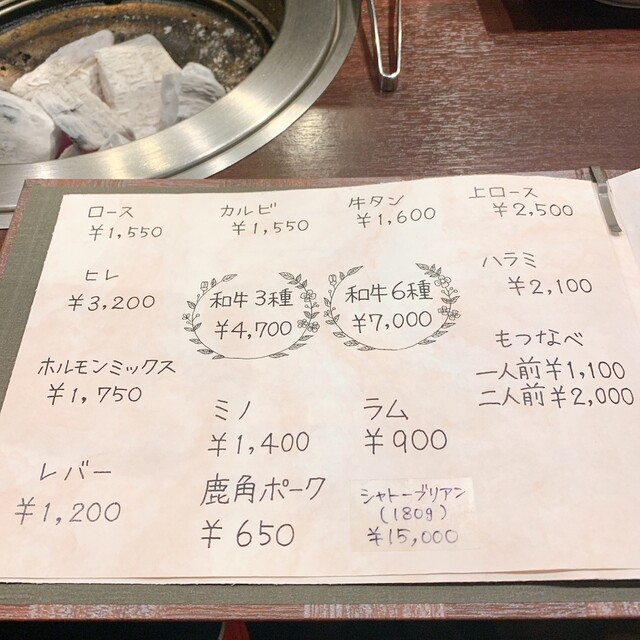 ロース
¥1,550
カルビ
¥1,550
牛タン
¥1,600
上ロース
¥2,500
ヒレ
¥3,200
和牛3種
¥4,700
和牛6種
¥7,000
ハラミ
¥2,100
ホルモンミックス
¥1,750
もつなべ
一人前¥1,100
二人前¥2,000
ミノ
¥1,400
ラム
¥900
レバー
¥1,200
鹿角ポーク
¥650
シャトーブリアン
(180g)
¥15,000